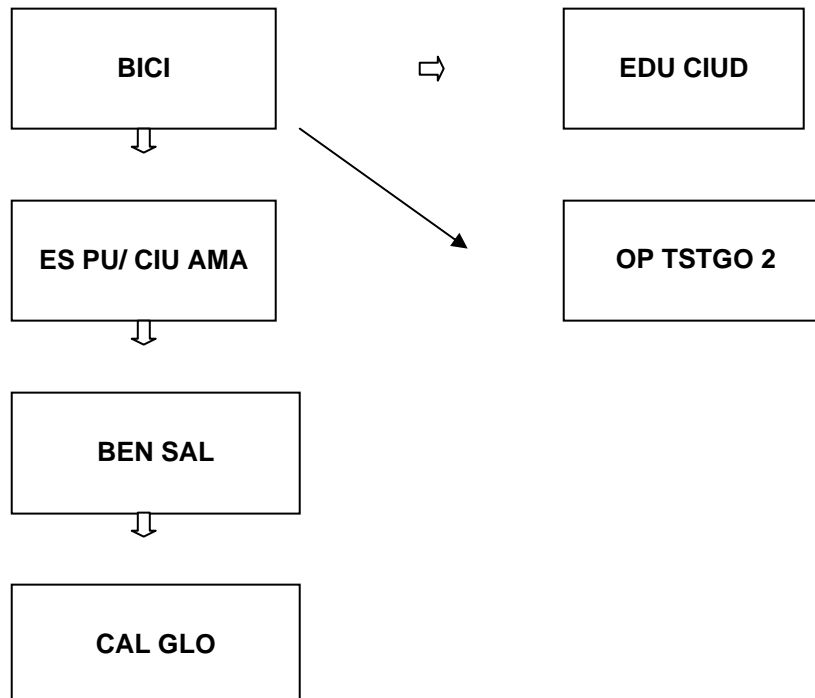 BICI
EDU CIUD
ES PU/ CIU AMA
OP TSTGO 2
BEN SAL
CAL GLO